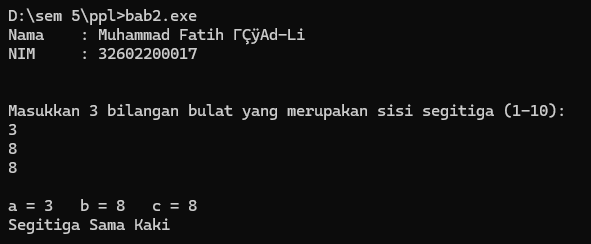 D:\sem 5\ppl>bab2.exe
Nama    : Muhammad Fatih ΓÇÿAd-Li
NIM     : 32602200017
Masukkan 3 bilangan bulat yang merupakan sisi segitiga (1-10):
3
8
8
a = 3   b = 8   c = 8
Segitiga Sama Kaki